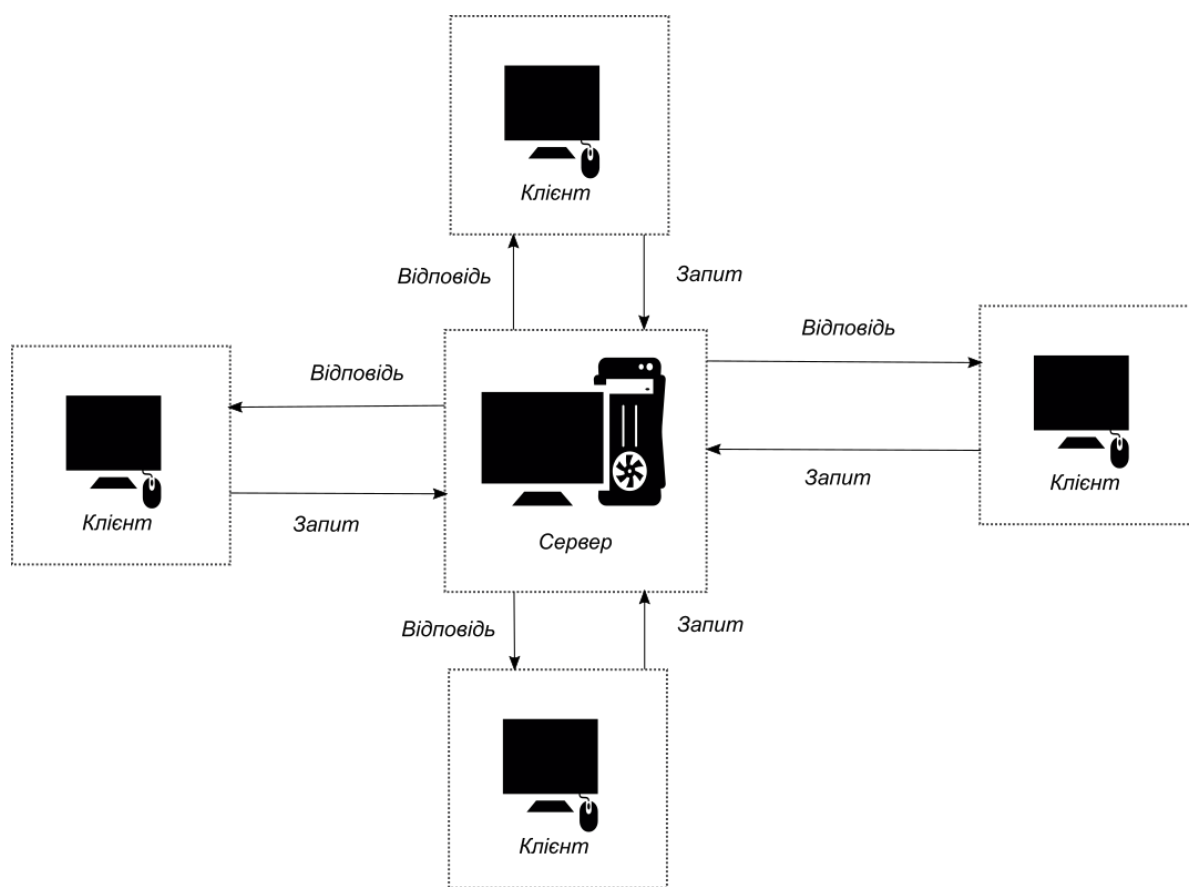 Клієнт
Відповідь
Запит
Відповідь
Відповідь
Клієнт
Запит
Сервер
Запит
Клієнт
Відповідь
Запит
Клієнт